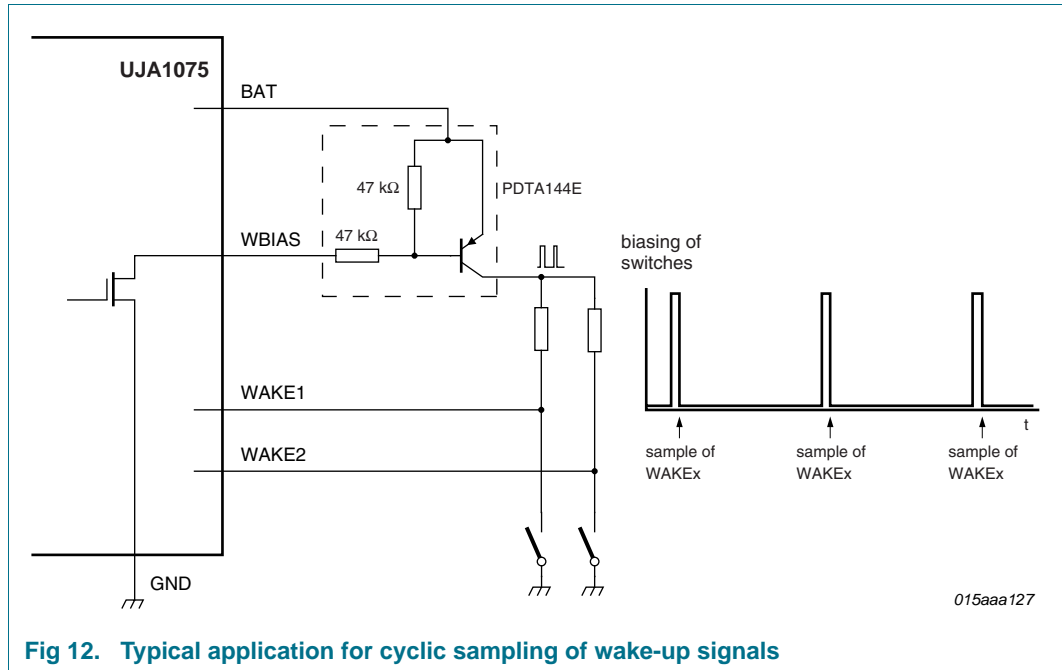 UJA1075
BAT
47 kΩ
PDTA144E
WBIAS
47 kΩ
biasing of
switches
WAKE1
WAKE2
t
sample of
WAKEx
sample of
WAKEx
sample of
WAKEx
GND
015aaa127
Fig 12. Typical application for cyclic sampling of wake-up signals